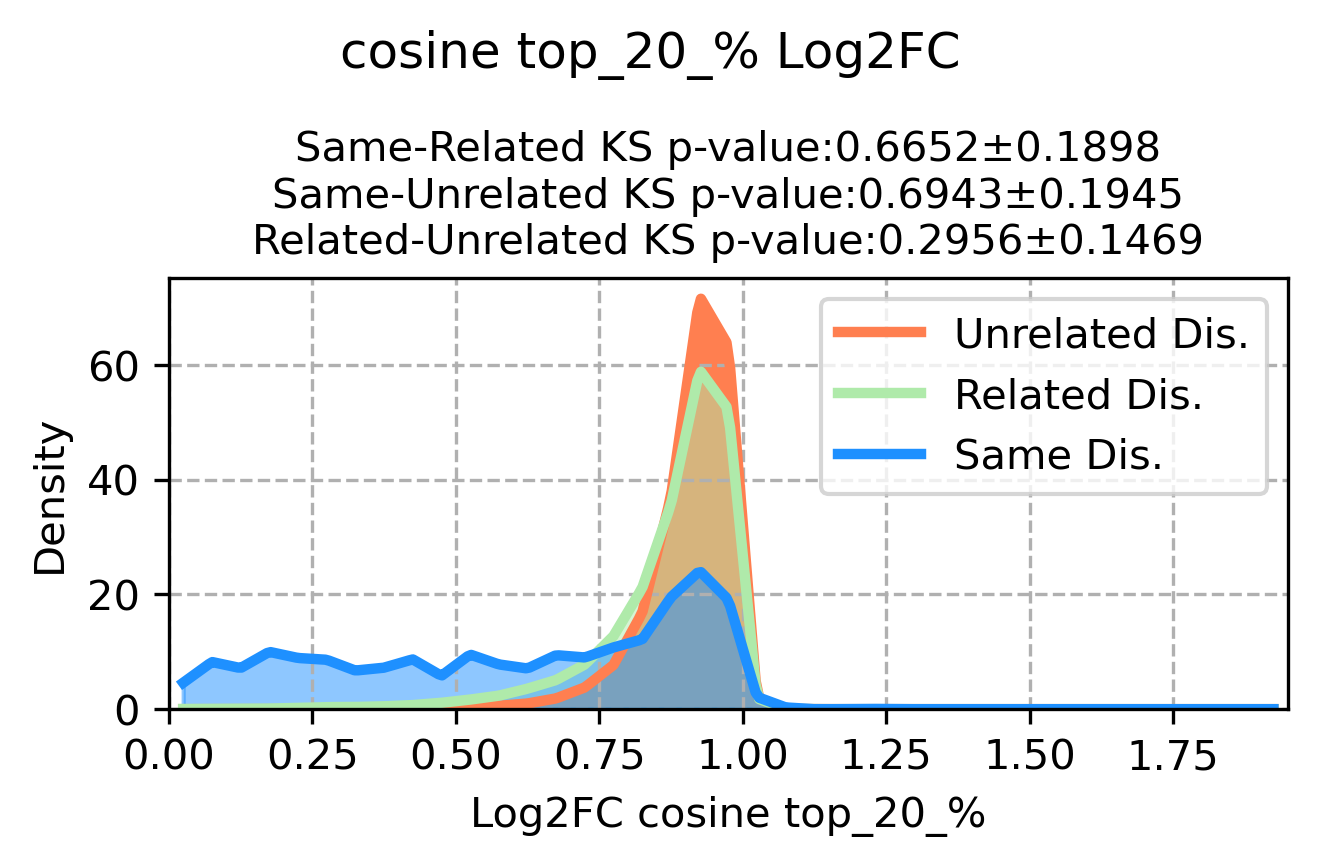 cosine top_20_% Log2FC
Same-Related KS p-value:0.6652±0.1898
Same-Unrelated KS p-value:0.6943±0.1945
Related-Unrelated KS p-value:0.2956±0.1469
Unrelated Dis.
Related Dis.
Same Dis.
Density
60
40
20
0
0.00 0.25 0.50 0.75 1.00 1.25 1.50 1.75
Log2FC cosine top_20_%